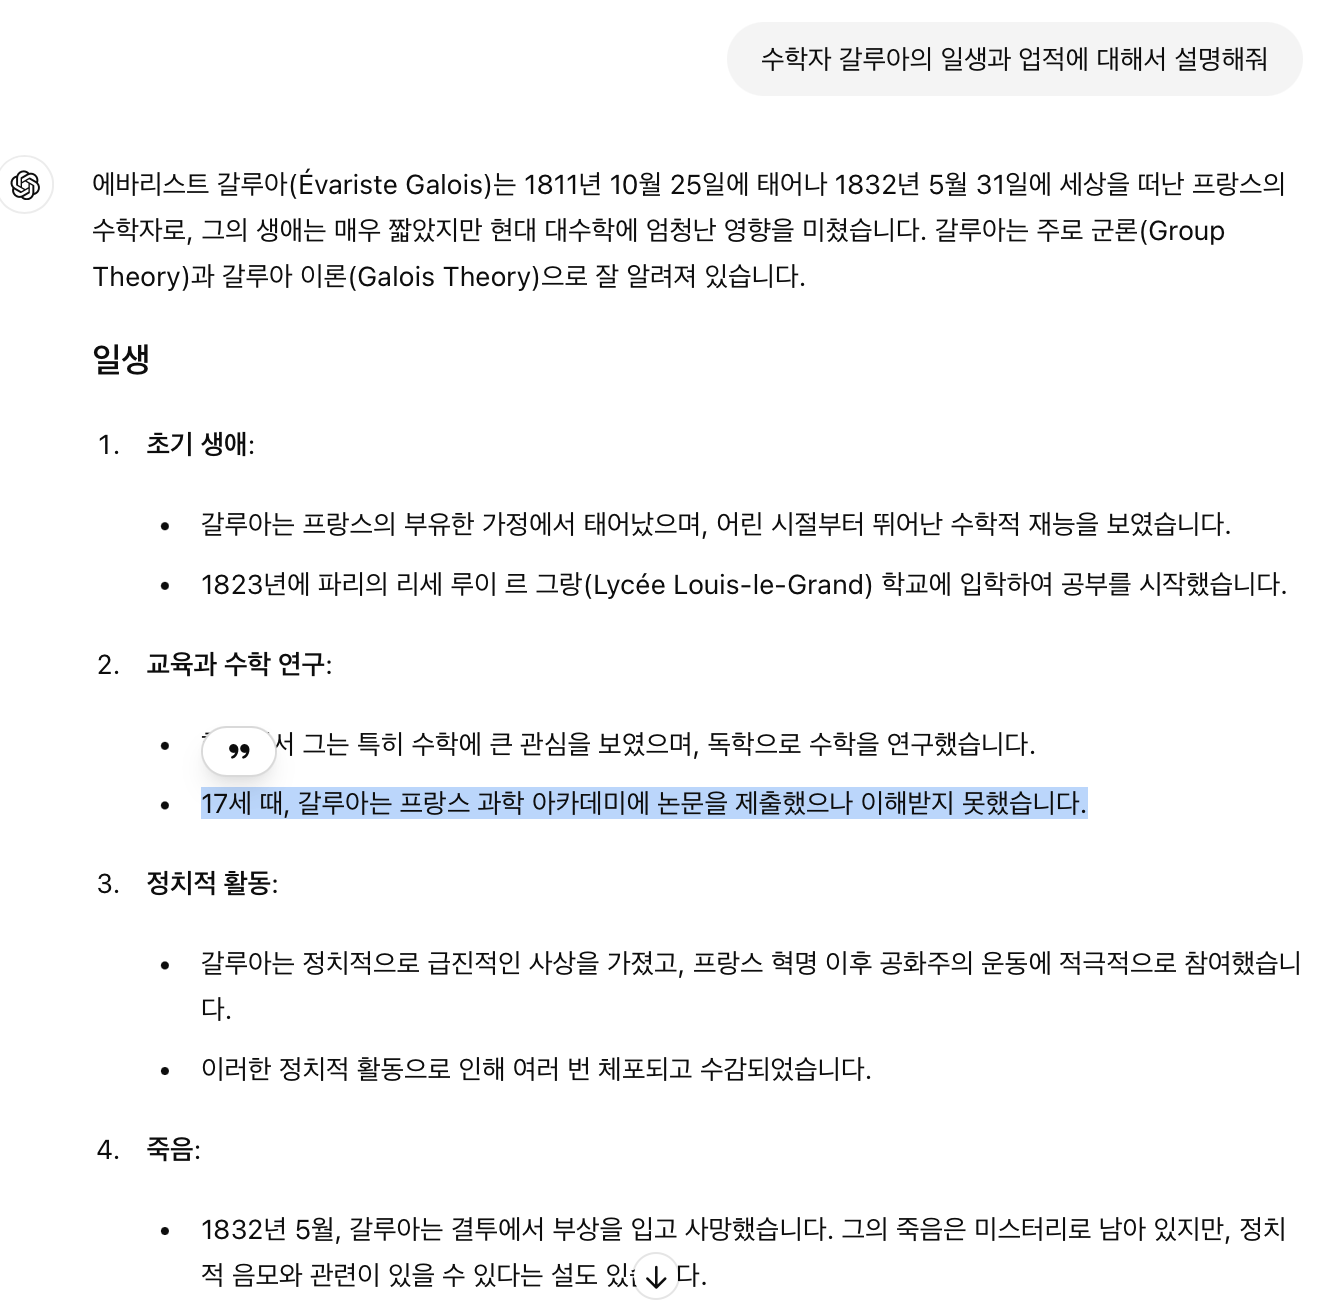 수학자 갈루아의 일생과 업적에 대해서 설명해줘
에바리스트 갈루아(Évariste Galois)는 1811년 10월 25일에 태어나 1832년 5월 31일에 세상을 떠난 프랑스의
수학자로, 그의 생애는 매우 짧았지만 현대 대수학에 엄청난 영향을 미쳤습니다. 갈루아는 주로 군론(Group
Theory)과 갈루아 이론(Galois Theory)으로 잘 알려져 있습니다.
일생
1. 초기 생애:
• 갈루아는 프랑스의 부유한 가정에서 태어났으며, 어린 시절부터 뛰어난 수학적 재능을 보였습니다.
• 1823년에 파리의 리세 루이 르 그랑(Lycée Louis-le-Grand) 학교에 입학하여 공부를 시작했습니다.
2. 교육과 수학 연구:
• 그는 특히 수학에 큰 관심을 보였으며, 독학으로 수학을 연구했습니다.
• 17세 때, 갈루아는 프랑스 과학 아카데미에 논문을 제출했으나 이해받지 못했습니다.
3. 정치적 활동:
• 갈루아는 정치적으로 급진적인 사상을 가졌고, 프랑스 혁명 이후 공화주의 운동에 적극적으로 참여했습니
다.
• 이러한 정치적 활동으로 인해 여러 번 체포되고 수감되었습니다.
4. 죽음:
• 1832년 5월, 갈루아는 결투에서 부상을 입고 사망했습니다. 그의 죽음은 미스터리로 남아 있지만, 정치
적 음모와 관련이 있을 수 있다는 설도